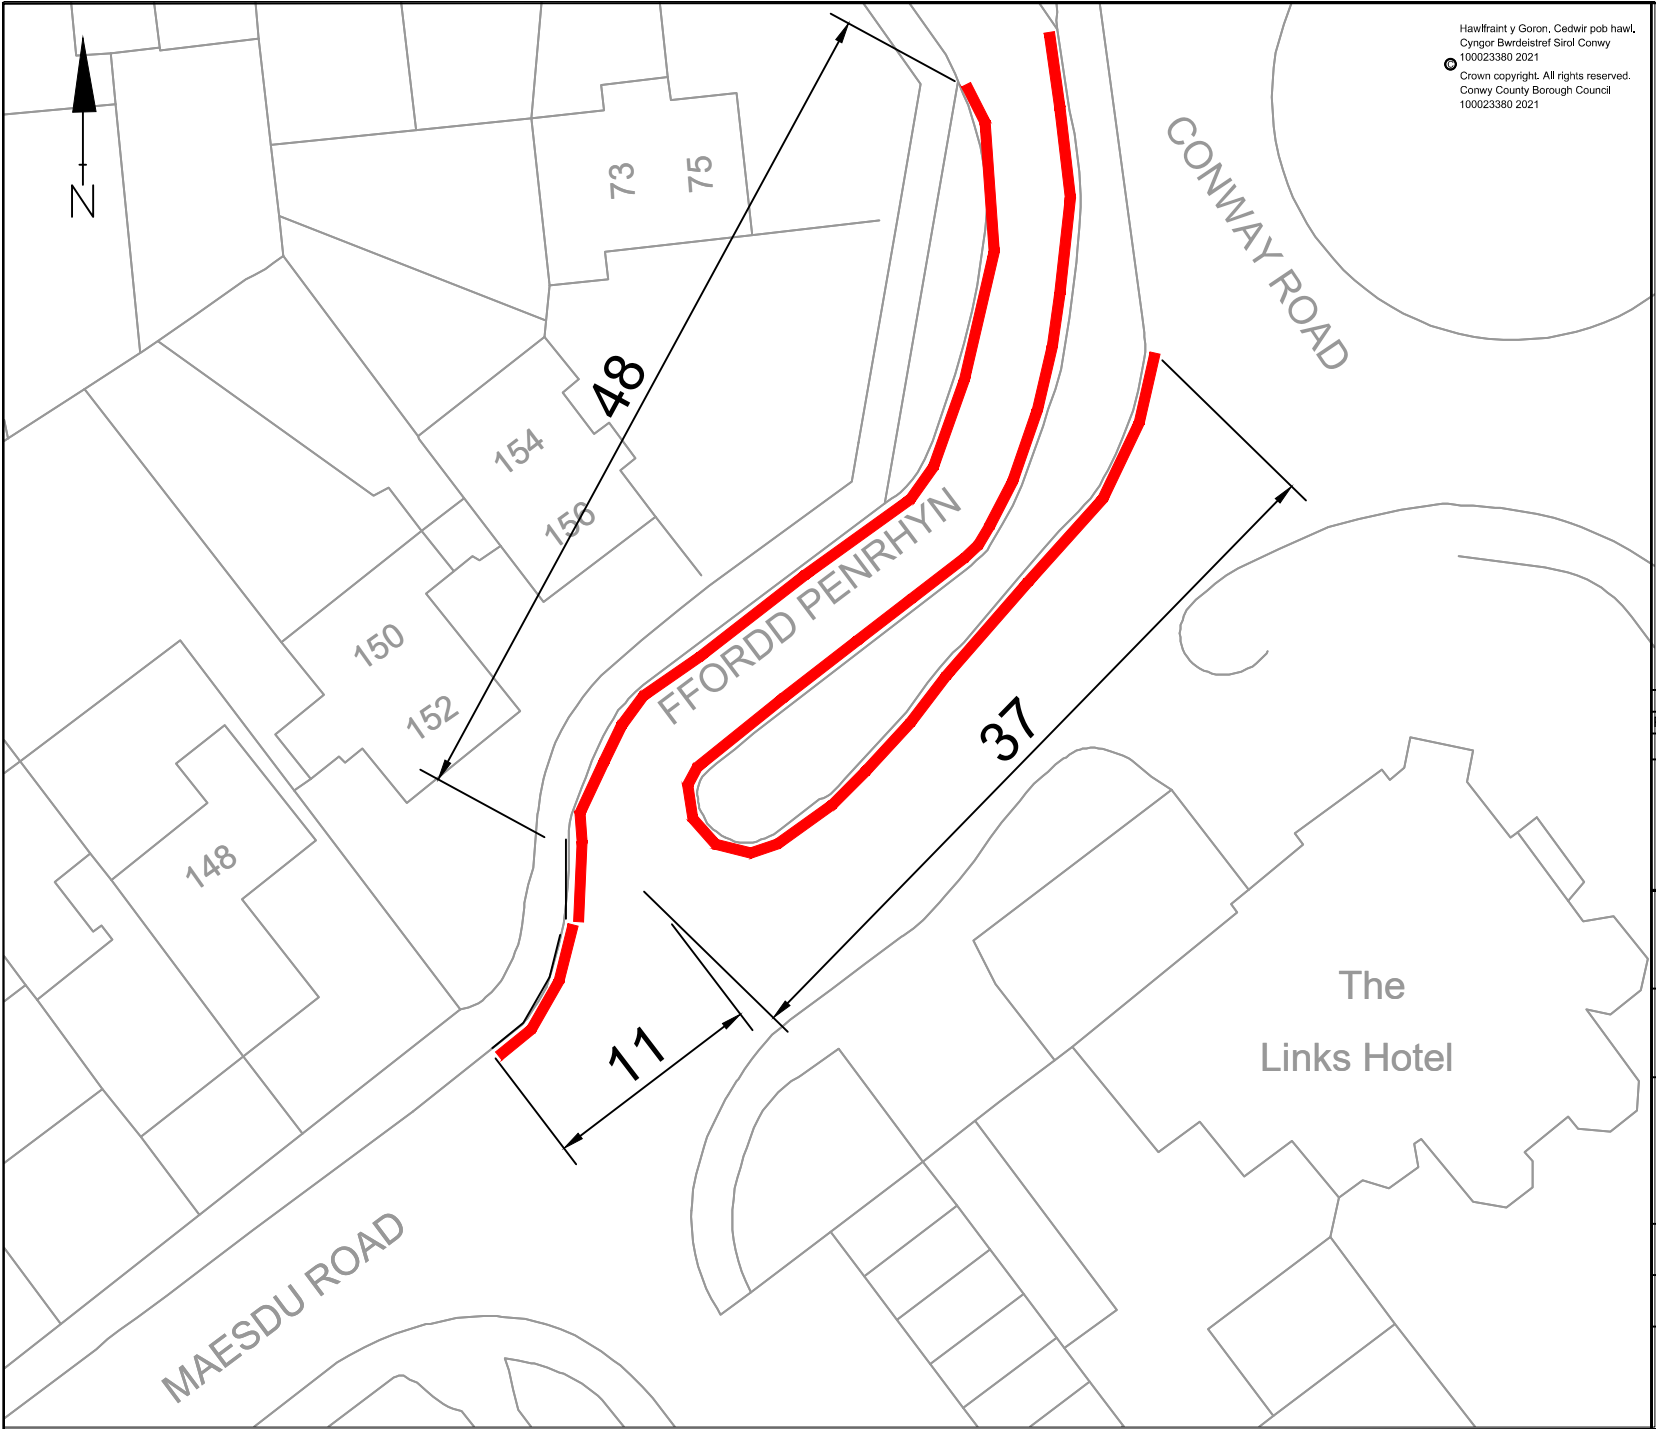 Hawlfraint y Goron. Cedwir pob hawl.
Cyngor Bwrdeistref Sirol Conwy
100023380 2021
©
Crown copyright. All rights reserved.
Conwy County Borough Council
100023380 2021
N
73
75
CONWAY ROAD
48
154
156
FFORDD PENRHYN
150
152
37
148
The
Links Hotel
11
MAESDU ROAD